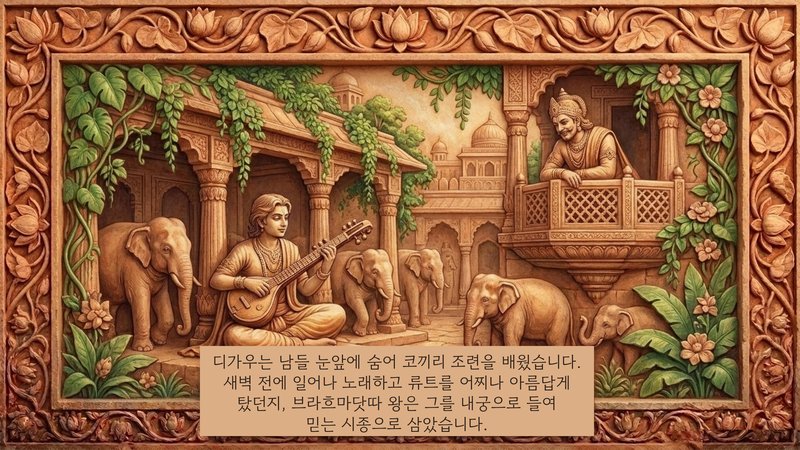 디가우는 남들 눈앞에 숨어 코끼리 조련을 배웠습니다.
새벽 전에 일어나 노래하고 류트를 어찌나 아름답게
탔던지, 브라흐마닷따 왕은 그를 내궁으로 들여
믿는 시종으로 삼았습니다.